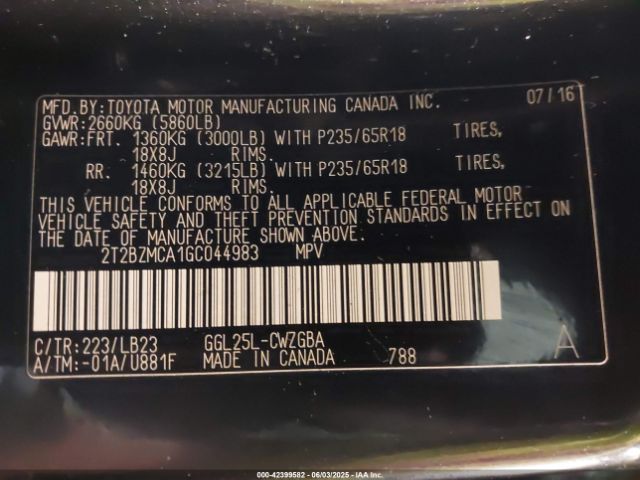 MFD.BY:TOYOTA MOTOR MANUFACTURING CANADA INC. 07/16
GVWR:2660KG (5860LB)
GAWR:FRT. 1360KG (3000LB) WITH P235/65R18 TIRES,
18X8J RIMS.
RR. 1460KG (3215LB) WITH P235/65R18 TIRES,
18X8J RIMS.
THIS VEHICLE CONFORMS TO ALL APPLICABLE FEDERAL MOTOR
VEHICLE SAFETY AND THEFT PREVENTION STANDARDS IN EFFECT ON
THE DATE OF MANUFACTURE SHOWN ABOVE.
2T2BZMCA1GC044983 MPV
C/TR:223/LB23 GGL25L-CWZGBA A
A/TM:-01A/U881F MADE IN CANADA 788
000-42399582 | 06/03/2025 - IAA Inc.